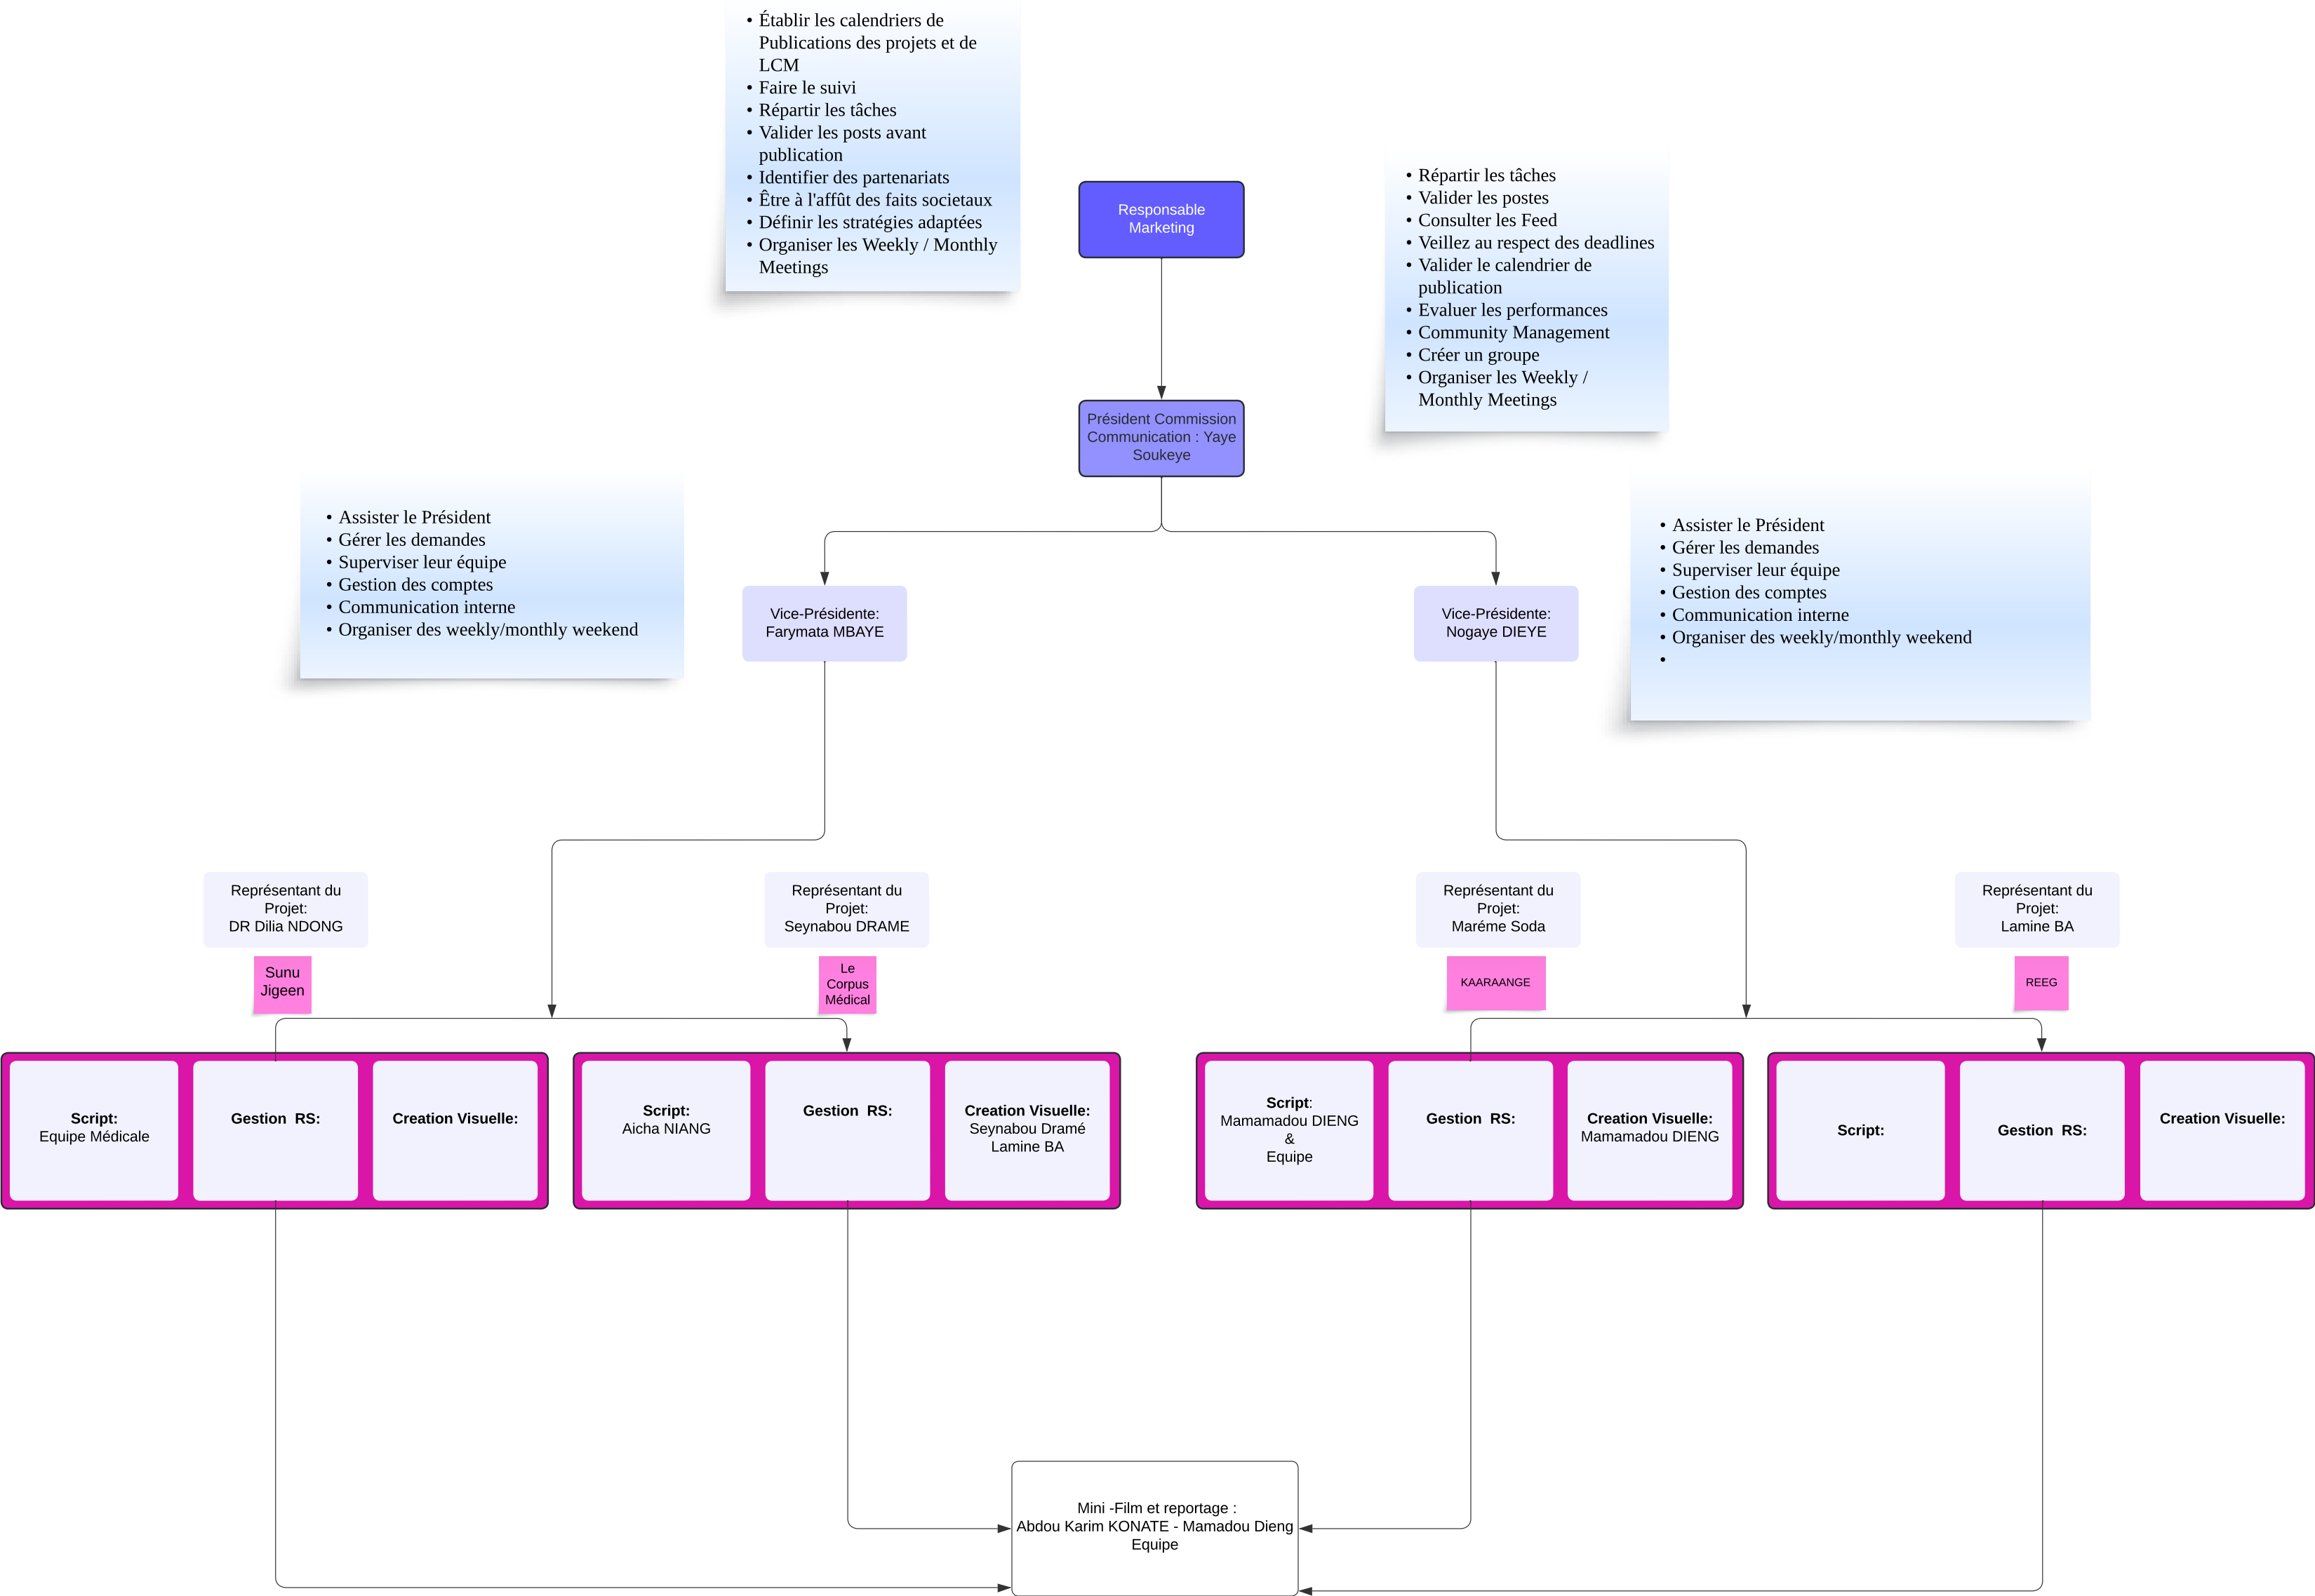 • Établir les calendriers de
Publications des projets et de
LCM
• Faire le suivi
• Répartir les tâches
• Valider les posts avant
publication
• Identifier des partenariats
• Être à l'affût des faits societaux
• Définir les stratégies adaptées
• Organiser les Weekly / Monthly
Meetings
Responsable
Marketing
• Répartir les tâches
• Valider les postes
• Consulter les Feed
• Veillez au respect des deadlines
• Valider le calendrier de
publication
• Evaluer les performances
• Community Management
• Créer un groupe
• Organiser les Weekly /
Monthly Meetings
Président Commission
Communication : Yaye
Soukeye
• Assister le Président
• Gérer les demandes
• Superviser leur équipe
• Gestion des comptes
• Communication interne
• Organiser des weekly/monthly weekend
Vice-Présidente:
Farymata MBAYE
Vice-Présidente:
Nogaye DIEYE
• Assister le Président
• Gérer les demandes
• Superviser leur équipe
• Gestion des comptes
• Communication interne
• Organiser des weekly/monthly weekend
•
Représentant du
Projet:
DR Dilia NDONG
Représentant du
Projet:
Seynabou DRAME
Représentant du
Projet:
Maréme Soda
Représentant du
Projet:
Lamine BA
Sunu
Jigeen
Le
Corpus
Médical
KAARAANGE
REEG
Script:
Equipe Médicale
Gestion  RS:
Creation Visuelle:
Script:
Aicha NIANG
Gestion  RS:
Creation Visuelle:
Seynabou Dramé
Lamine BA
Script:
Mamamadou DIENG
&
Equipe
Gestion  RS:
Creation Visuelle:
Mamamadou DIENG
Script:
Gestion  RS:
Creation Visuelle:
Mini -Film et reportage :
Abdou Karim KONATE - Mamadou Dieng
Equipe